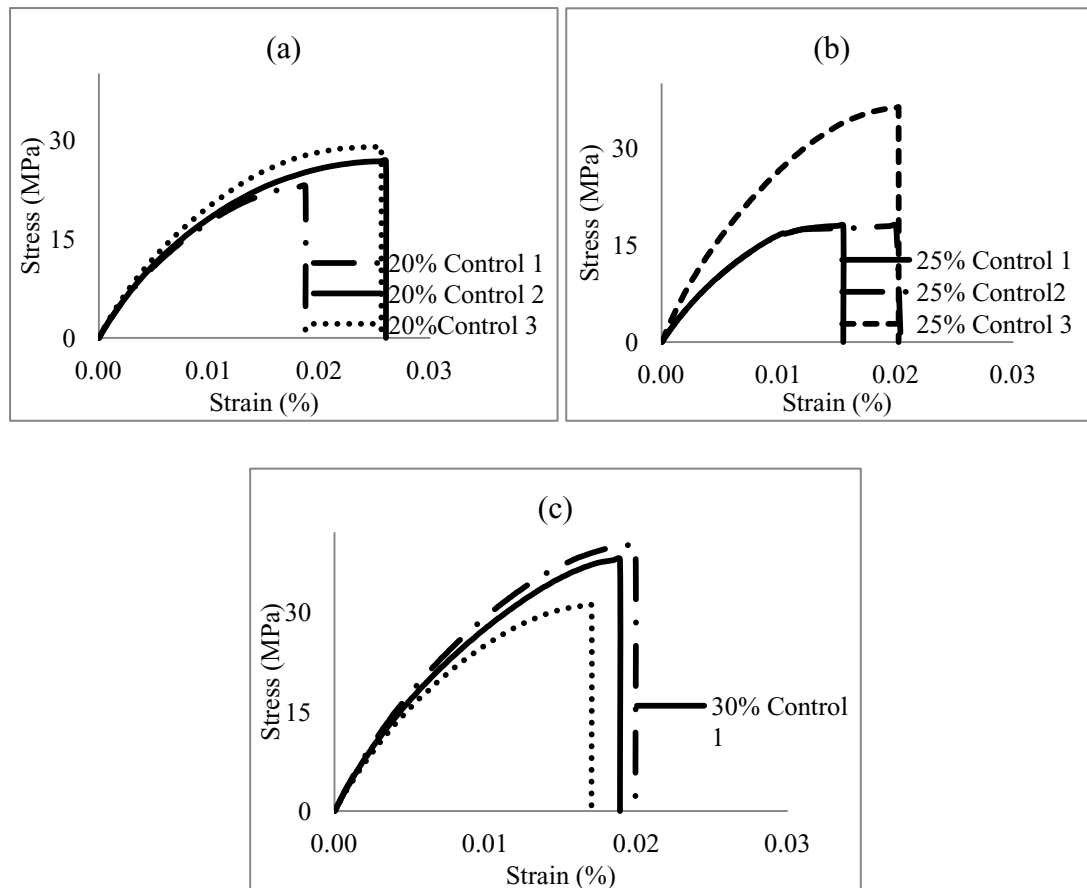 (a)
Stress (MPa)
30
15
0
20% Control 1
20% Control 2
20%Control 3
0.00 0.01 0.02 0.03
Strain (%)
(b)
Stress (MPa)
30
15
0
25% Control 1
25% Control2
25% Control 3
0.00 0.01 0.02 0.03
Strain (%)
(c)
Stress (MPa)
30
15
0
30% Control
1
0.00 0.01 0.02 0.03
Strain (%)